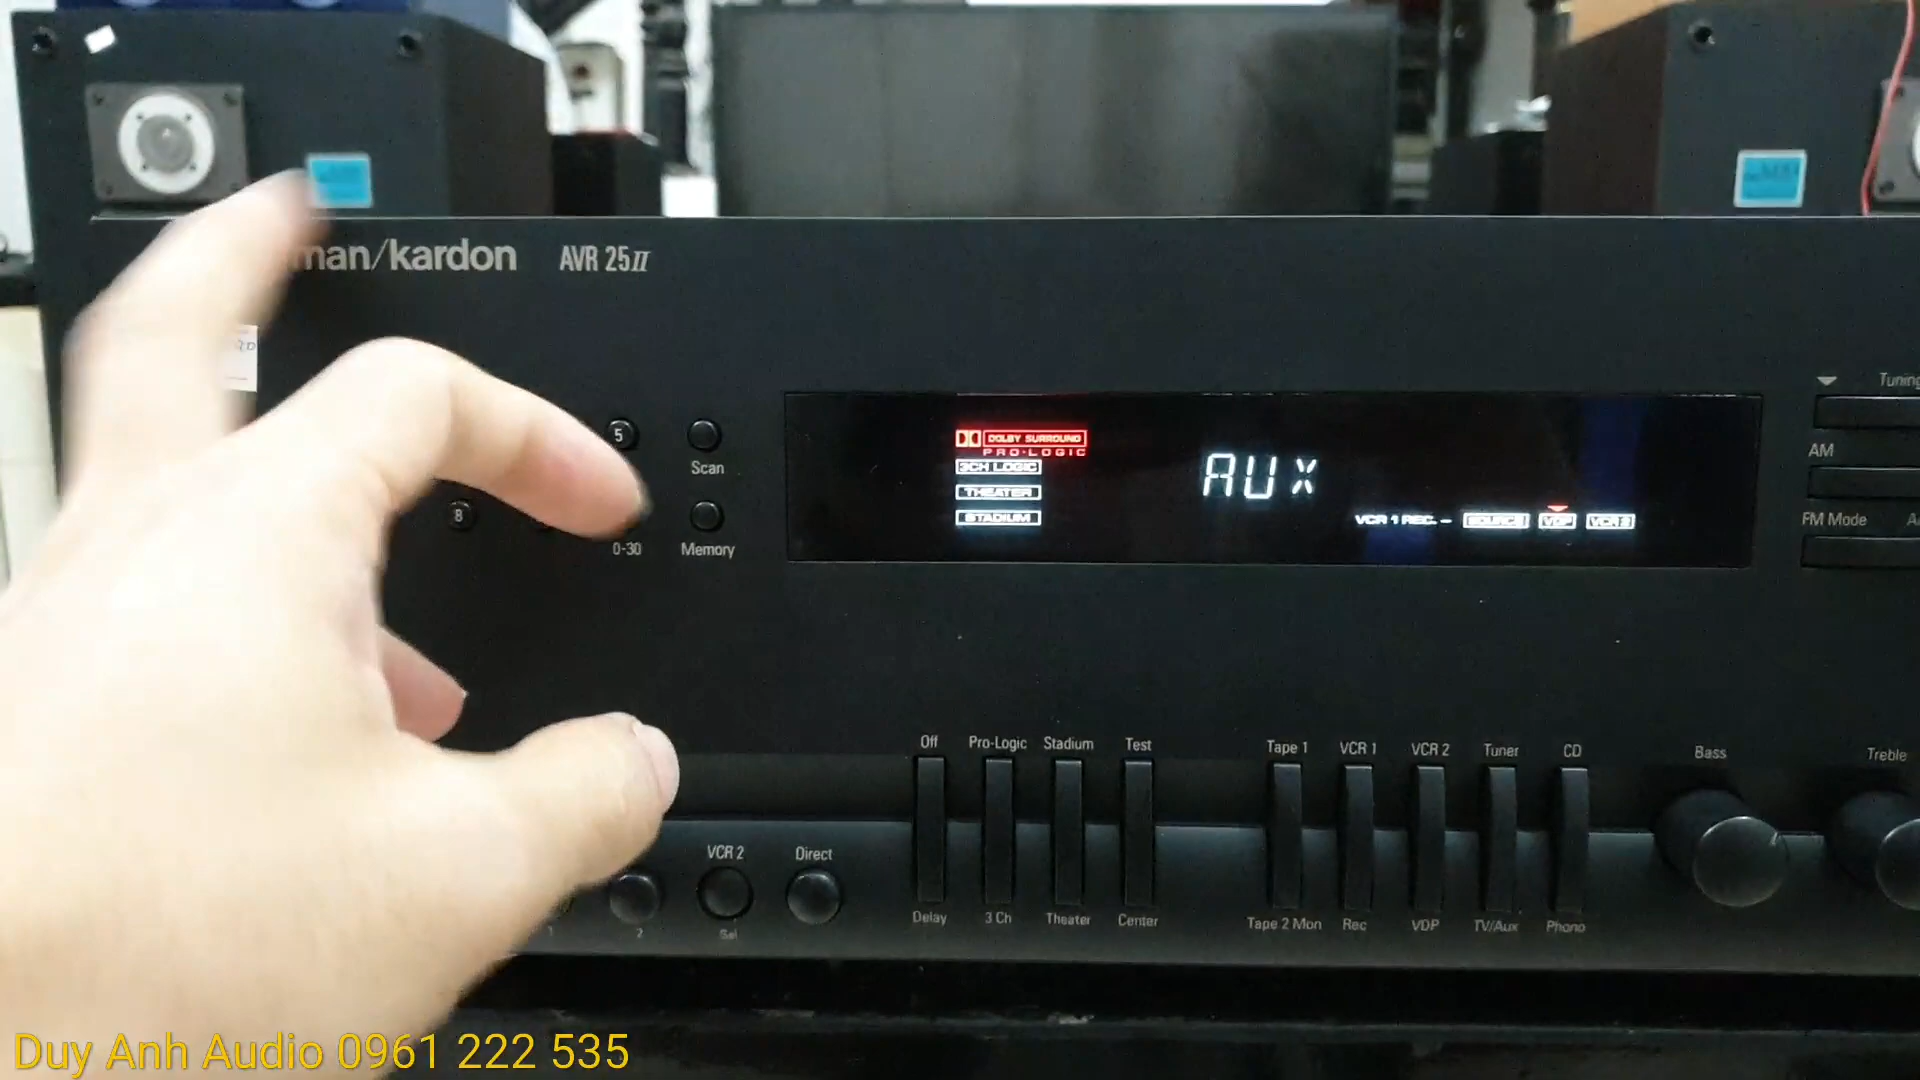 man/kardon AVR 25II
Tuning
5
Scan
AM
8
0-30
Memory
FM Mode
DOLBY SURROUND
PRO·LOGIC
3CH LOGIC
THEATER
STADIUM
AUX
VCR 1 REC. – SOURCE VDP VCR 2
Off Pro-Logic Stadium Test Tape 1 VCR 1 VCR 2 Tuner CD Bass Treble
VCR 2 Direct
Delay 3 Ch Theater Center Tape 2 Mon Rec VDP TV/Aux Phono
1 2 Sel
Duy Anh Audio 0961 222 535